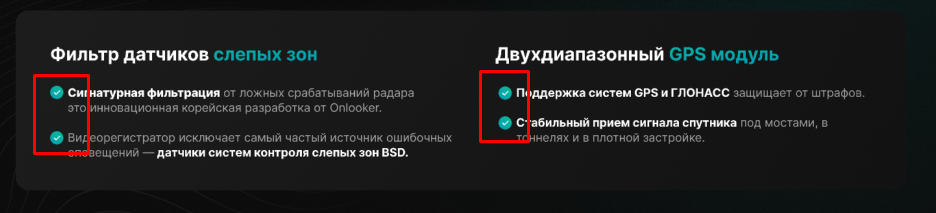 Фильтр датчиков слепых зон
Сигнатурная фильтрация от ложных срабатываний радара
это инновационная корейская разработка от Onlooker.
Видеорегистратор исключает самый частый источник ошибочных
оповещений — датчики систем контроля слепых зон BSD.
Двухдиапазонный GPS модуль
Поддержка систем GPS и ГЛОНАСС защищает от штрафов.
Стабильный прием сигнала спутника под мостами, в
тоннелях и в плотной застройке.